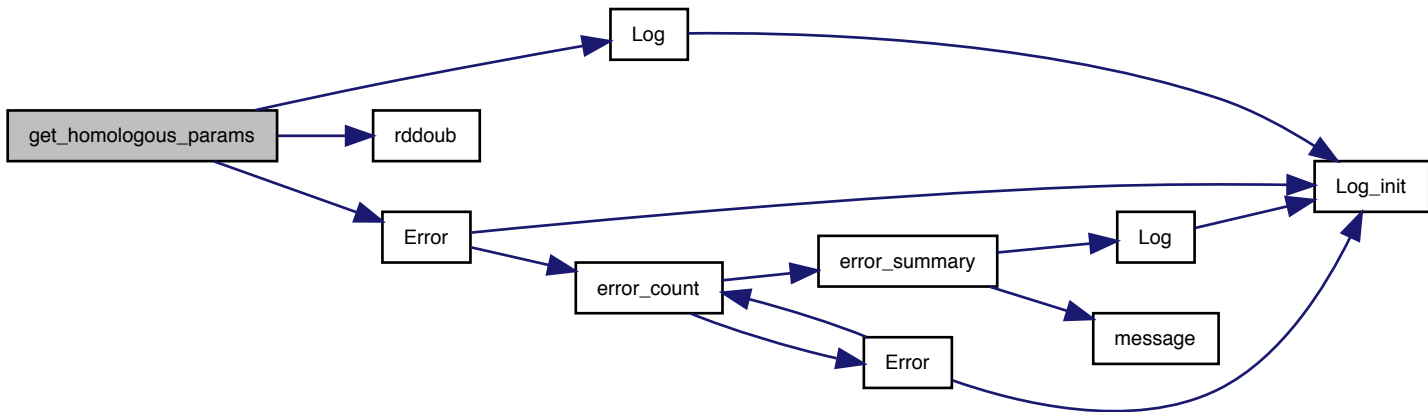 Log
get_homologous_params
rddoub
Log_init
Error
Log
error_summary
error_count
message
Error